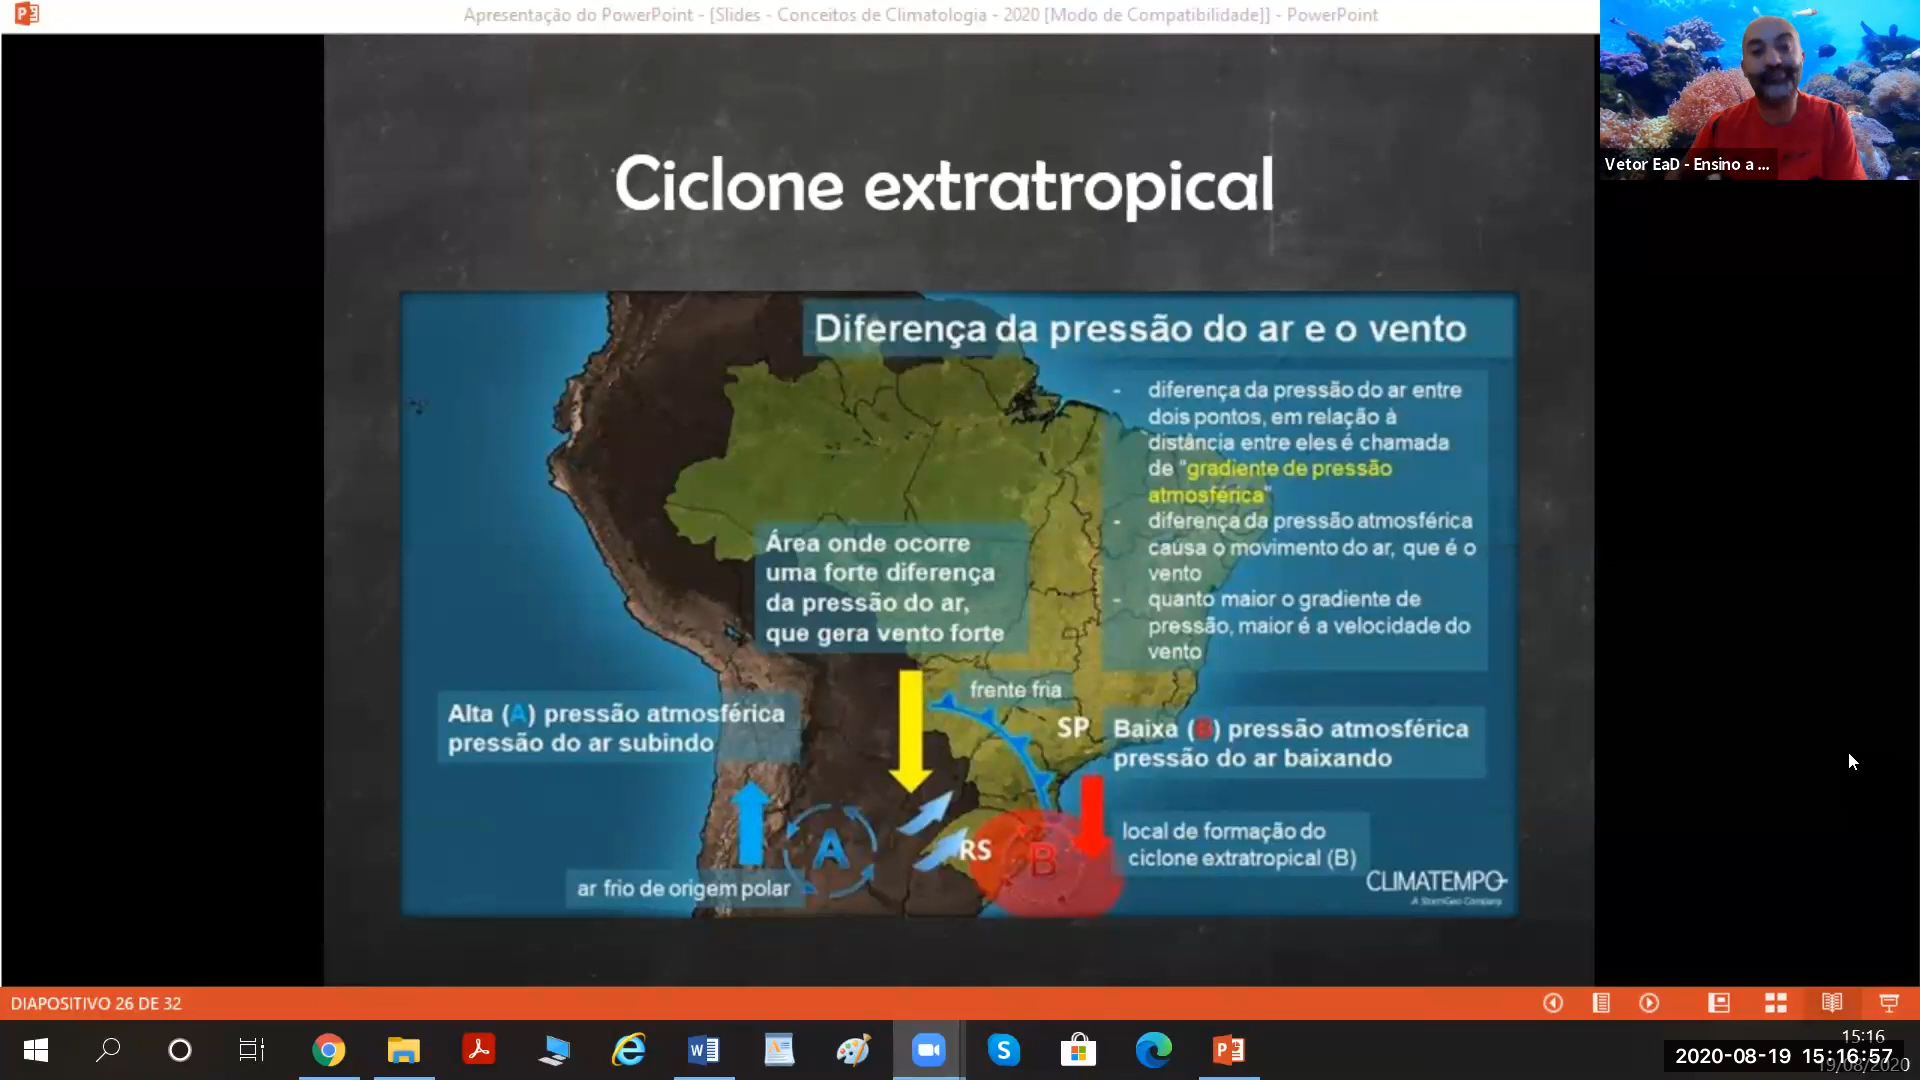 Apresentação do PowerPoint - [Slides - Conceitos de Climatologia - 2020 [Modo de Compatibilidade]] - PowerPoint
Vetor EaD - Ensino a ...
Ciclone extratropical
Diferença da pressão do ar e o vento
- diferença da pressão do ar entre
dois pontos, em relação à
distância entre eles é chamada
de "gradiente de pressão
atmosférica"
- diferença da pressão atmosférica
causa o movimento do ar, que é o
vento
- quanto maior o gradiente de
pressão, maior é a velocidade do
vento
Área onde ocorre
uma forte diferença
da pressão do ar,
que gera vento forte
frente fria
SP
Alta (A) pressão atmosférica
pressão do ar subindo
Baixa (B) pressão atmosférica
pressão do ar baixando
A
RS
B
local de formação do
ciclone extratropical (B)
ar frio de origem polar
CLIMATEMPO
A StormGeo Company
DIAPOSITIVO 26 DE 32
15:16
2020-08-19 15:16:57
19/08/2020